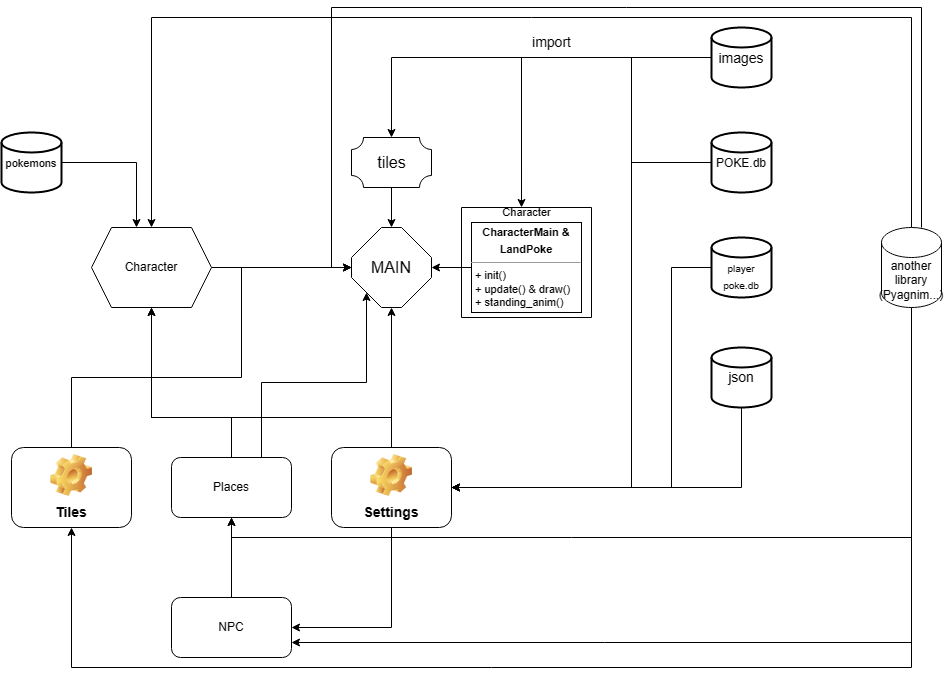 import
images
pokemons
tiles
POKE.db
Character
CharacterMain &
LandPoke
+ init()
+ update() & draw()
+ standing_anim()
Character
MAIN
player
poke.db
another
library
(Pyagnim...)
json
Tiles
Places
Settings
NPC